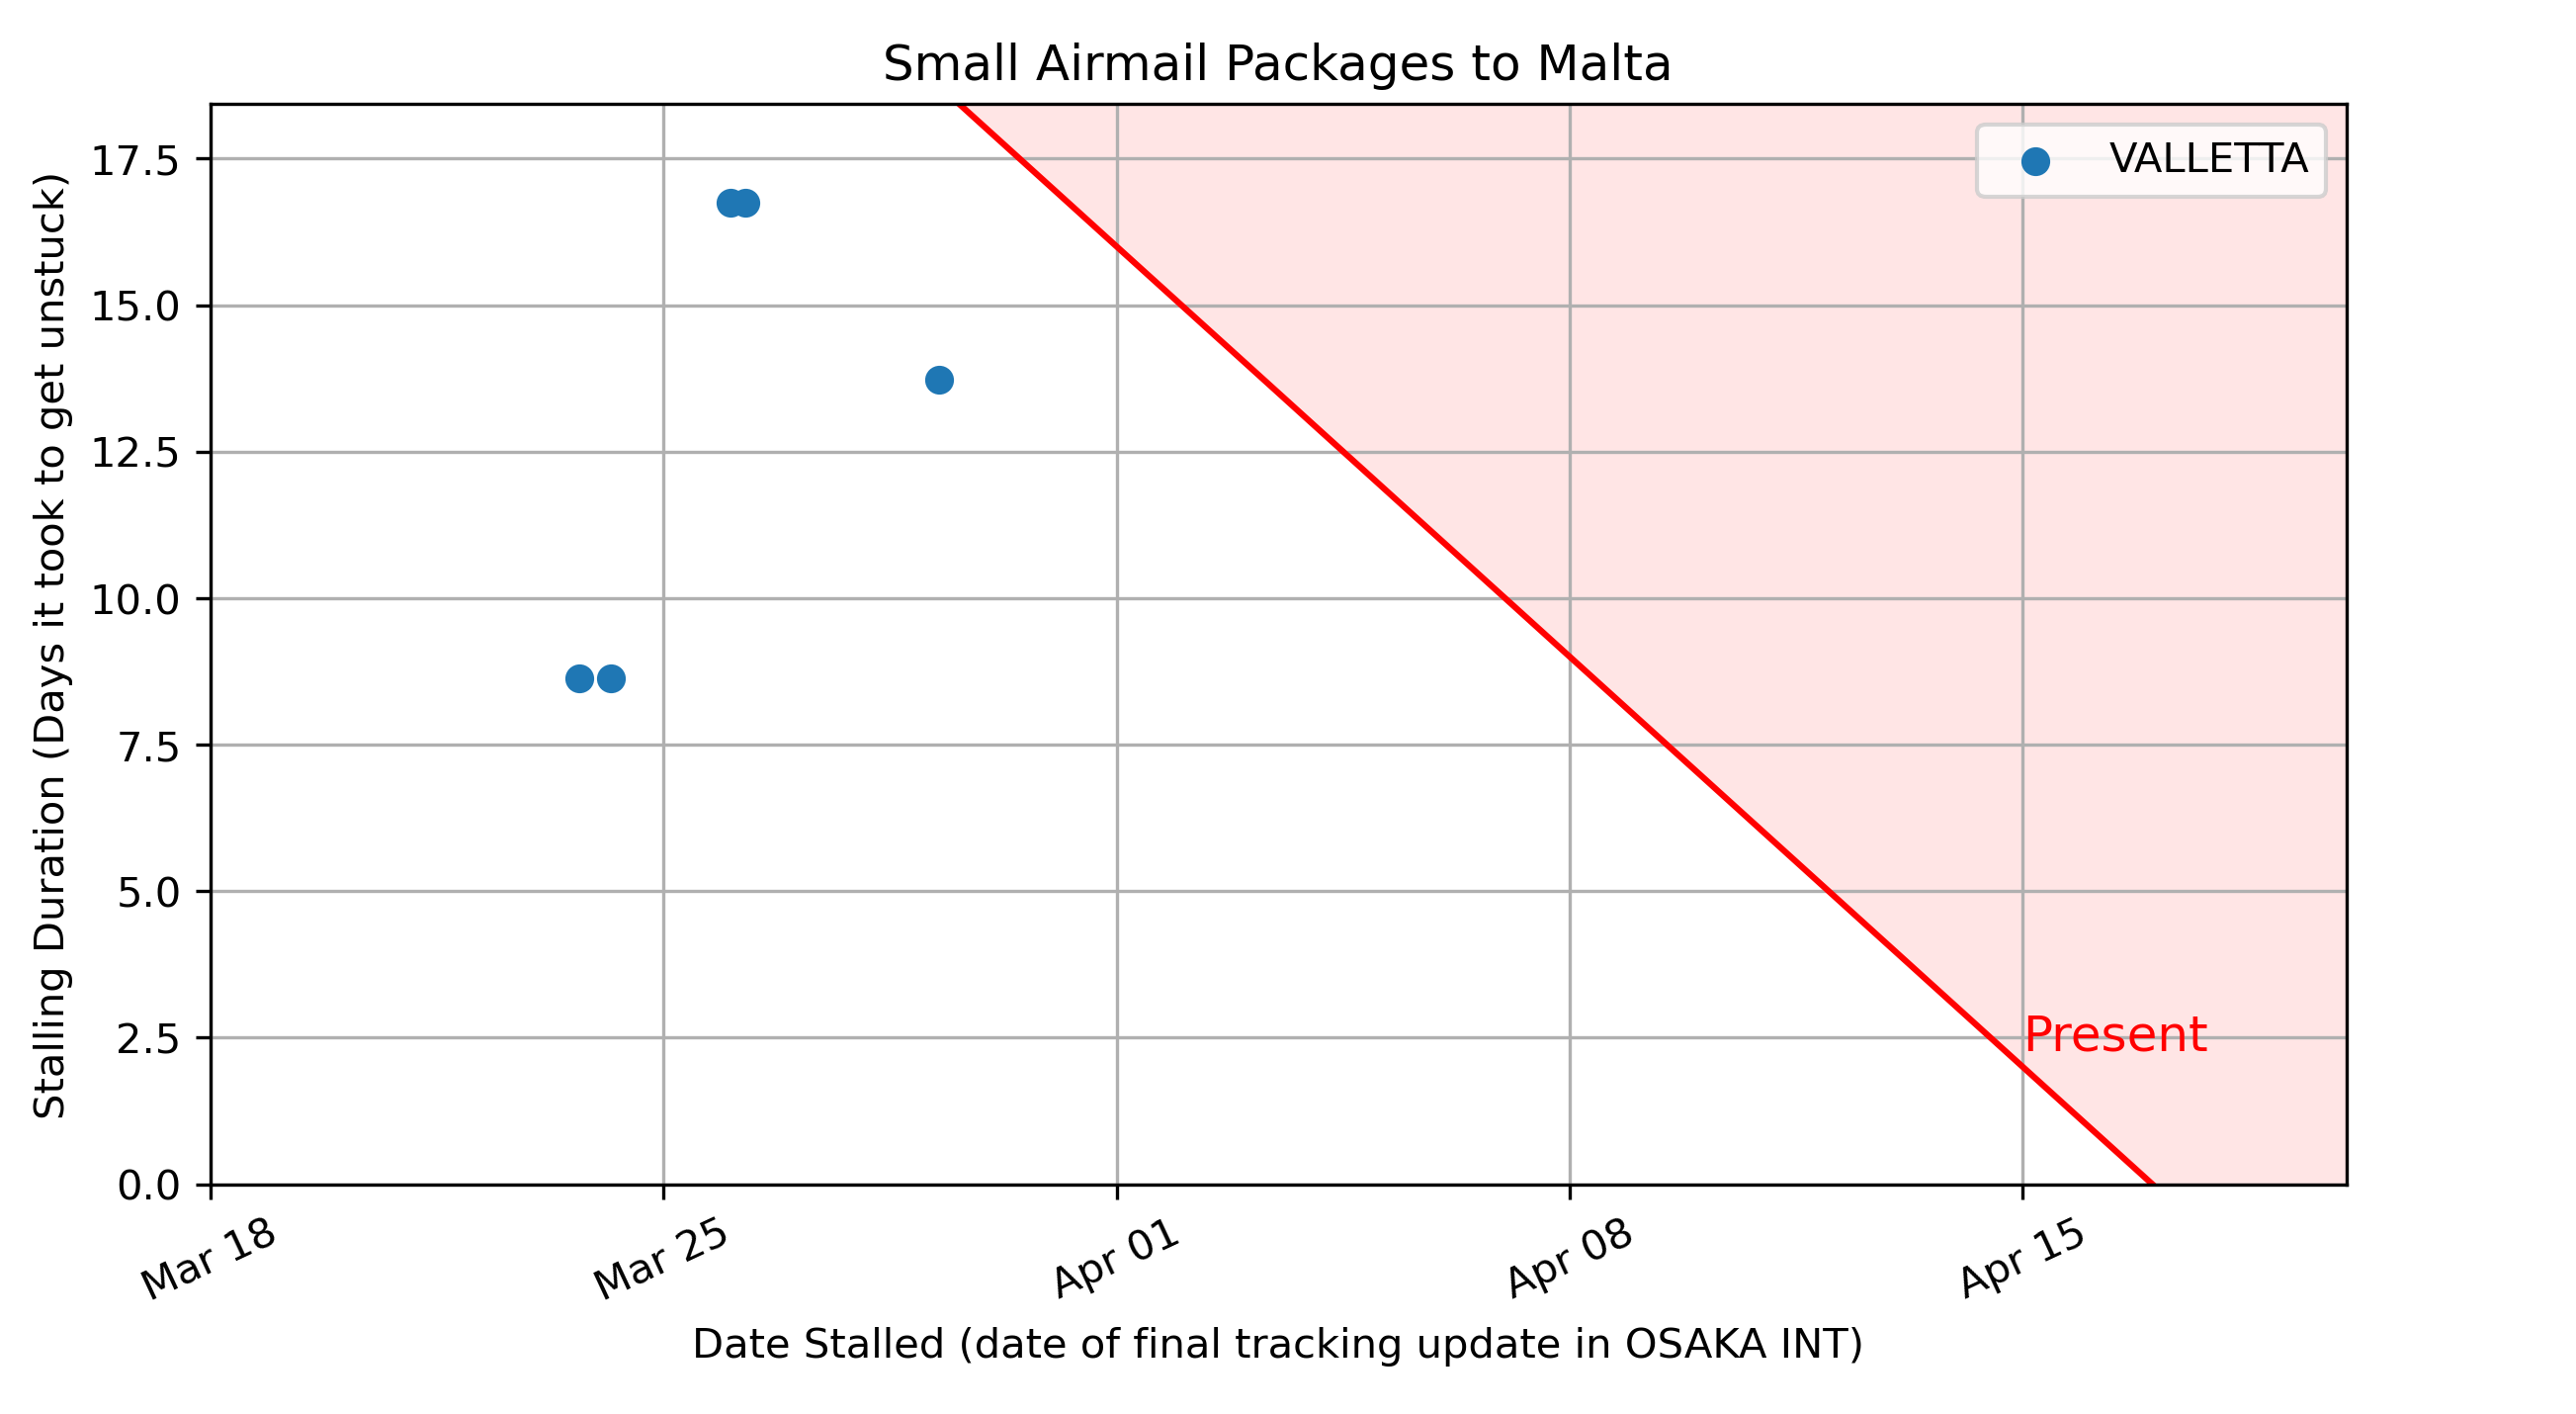 Small Airmail Packages to Malta
VALLETTA
Stalling Duration (Days it took to get unstuck)
17.5
15.0
12.5
10.0
7.5
5.0
2.5
0.0
Present
Mar 18
Mar 25
Apr 01
Apr 08
Apr 15
Date Stalled (date of final tracking update in OSAKA INT)